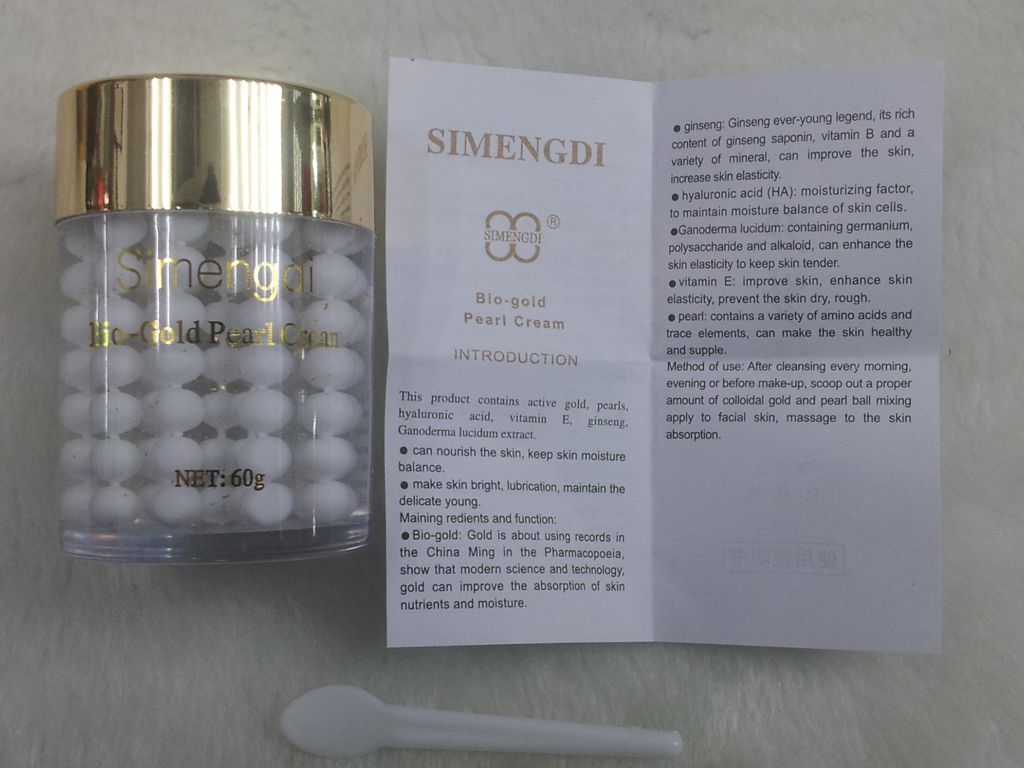 Simengdi
Bio-Gold Pearl Cream
NET: 60g
SIMENGDI
SIMENGDI ®
Bio-gold
Pearl Cream
INTRODUCTION
This product contains active gold, pearls,
hyaluronic acid, vitamin E, ginseng,
Ganoderma lucidum extract.
● can nourish the skin, keep skin moisture
balance.
● make skin bright, lubrication, maintain the
delicate young.
Maining redients and function:
● Bio-gold: Gold is about using records in
the China Ming in the Pharmacopoeia,
show that modern science and technology,
gold can improve the absorption of skin
nutrients and moisture.
● ginseng: Ginseng ever-young legend, its rich
content of ginseng saponin, vitamin B and a
variety of mineral, can improve the skin,
increase skin elasticity.
● hyaluronic acid (HA): moisturizing factor,
to maintain moisture balance of skin cells.
●Ganoderma lucidum: containing germanium,
polysaccharide and alkaloid, can enhance the
skin elasticity to keep skin tender.
● vitamin E: improve skin, enhance skin
elasticity, prevent the skin dry, rough.
● pearl: contains a variety of amino acids and
trace elements, can make the skin healthy
and supple.
Method of use: After cleansing every morning,
evening or before make-up, scoop out a proper
amount of colloidal gold and pearl ball mixing
apply to facial skin, massage to the skin
absorption.
使用说明书